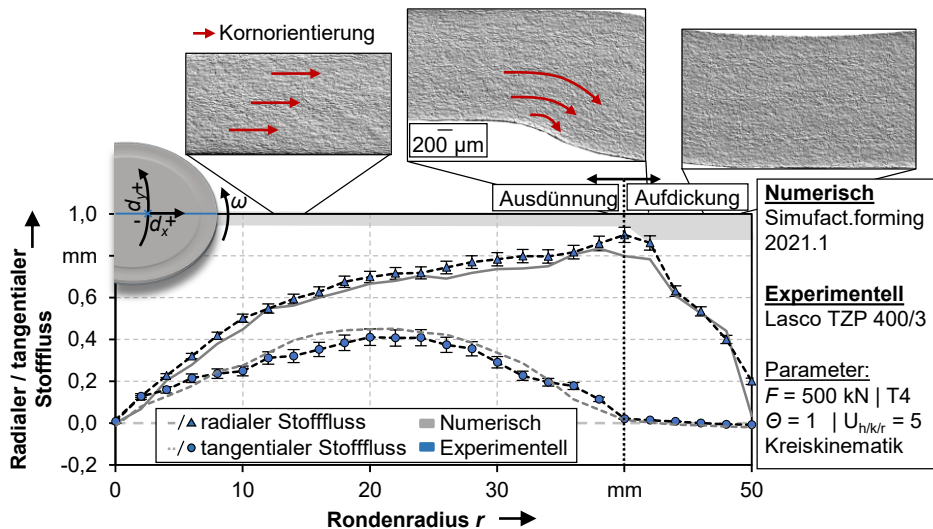 Kornorientierung
200 µm
Ausdünnung
Aufdickung
dy+
-
dx+
ω
Radialer / tangentialer
Stofffluss
1,0
mm
0,6
0,4
0,2
0,0
-0,2
-/ radialer Stofffluss
-/ tangentialer Stofffluss
Numerisch
Experimentell
0
10
20
30
mm
50
Rondenradius r
Numerisch
Simufact.forming
2021.1
Experimentell
Lasco TZP 400/3
Parameter:
F = 500 kN | T4
Θ = 1 | Uh/k/r = 5
Kreiskinematik